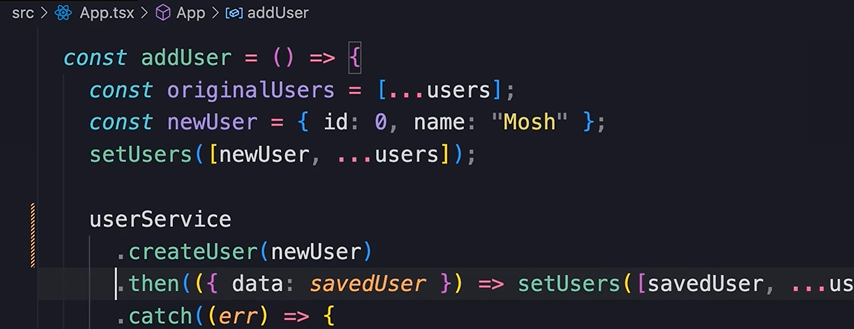 src > App.tsx > App > addUser
const addUser = () => {
const originalUsers = [...users];
const newUser = { id: 0, name: "Mosh" };
setUsers([newUser, ...users]);
userService
.createUser(newUser)
.then(({ data: savedUser }) => setUsers([savedUser, ...us
.catch((err) => {